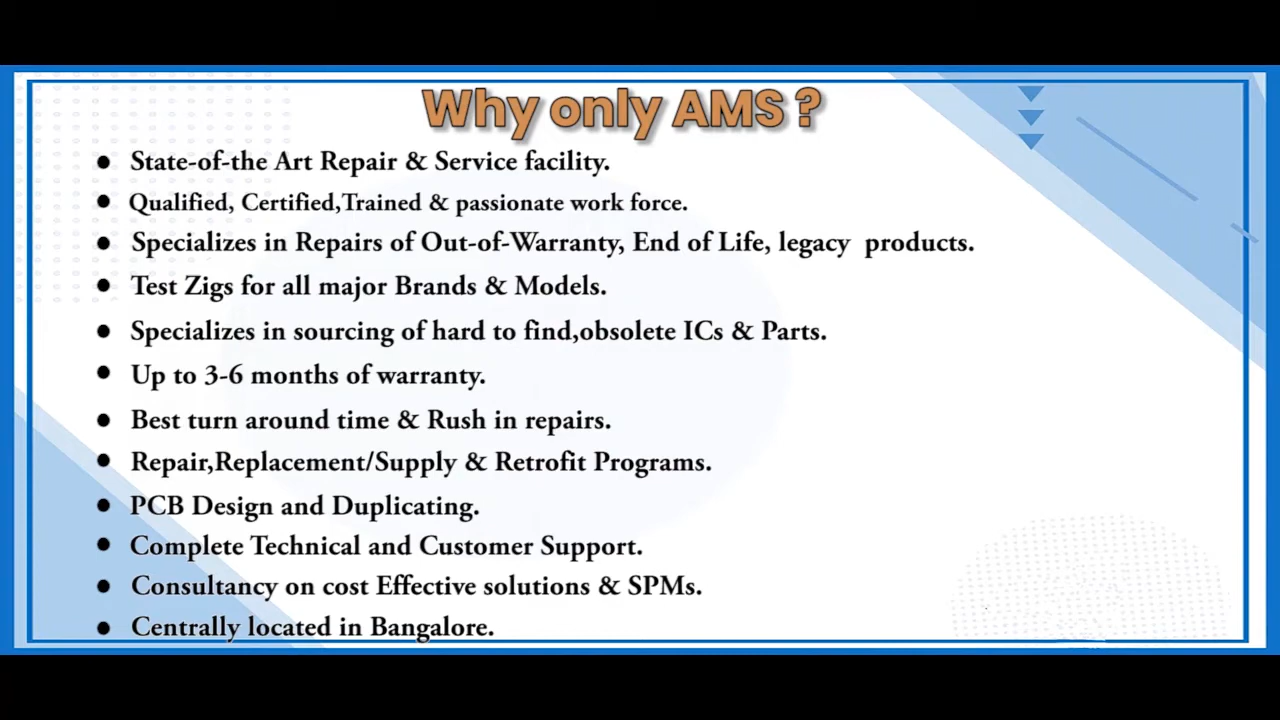 Why only AMS ?
● State-of-the Art Repair & Service facility.
● Qualified, Certified,Trained & passionate work force.
● Specializes in Repairs of Out-of-Warranty, End of Life, legacy products.
● Test Zigs for all major Brands & Models.
● Specializes in sourcing of hard to find,obsolete ICs & Parts.
● Up to 3-6 months of warranty.
● Best turn around time & Rush in repairs.
● Repair,Replacement/Supply & Retrofit Programs.
● PCB Design and Duplicating.
● Complete Technical and Customer Support.
● Consultancy on cost Effective solutions & SPMs.
● Centrally located in Bangalore.